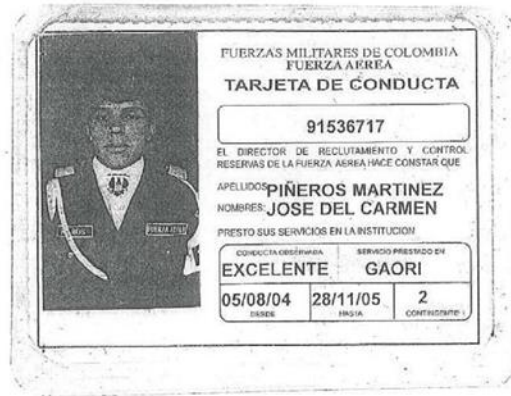 FUERZAS MILITARES DE COLOMBIA
FUERZA AEREA
TARJETA DE CONDUCTA
91536717
EL DIRECTOR DE RECLUTAMIENTO Y CONTROL
RESERVAS DE LA FUERZA AEREA HACE CONSTAR QUE
APELLIDOS: PIÑEROS MARTINEZ
NOMBRES: JOSE DEL CARMEN
PRESTO SUS SERVICIOS EN LA INSTITUCION
CONDUCTA OBSERVADA SERVICIO PRESTADO EN
EXCELENTE GAORI
05/08/04 28/11/05 2
DESDE HASTA CONTINGENTE